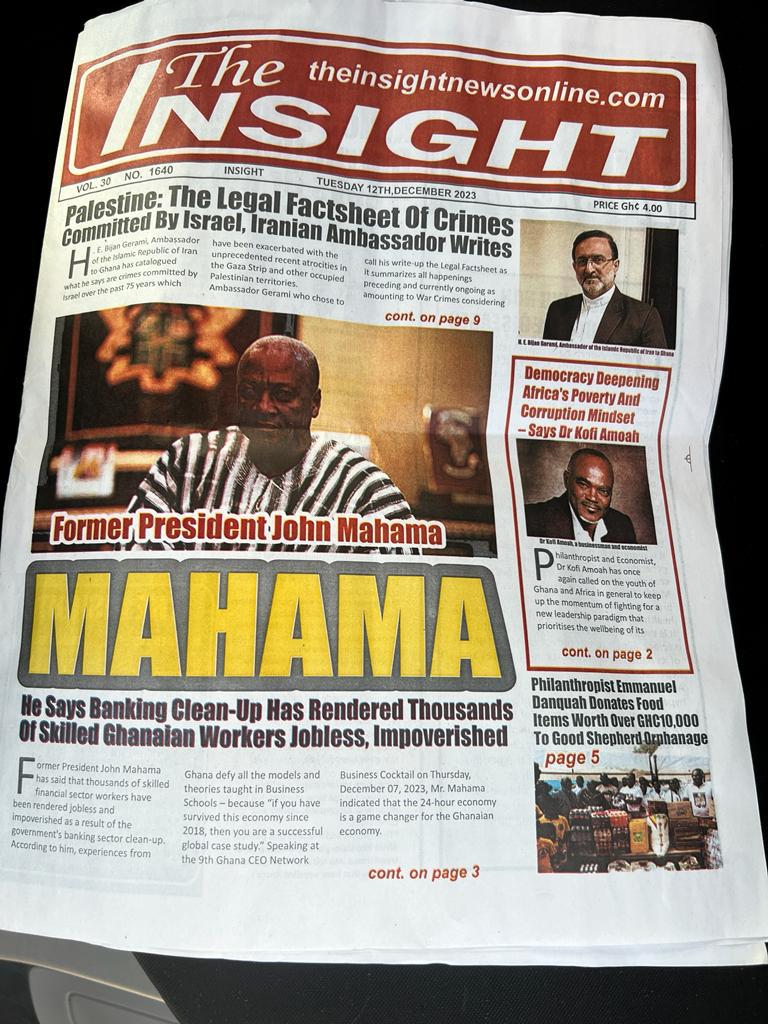 The
theinsightnewsonline.com
INSIGHT
VOL. 30 NO. 1640 INSIGHT TUESDAY 12TH,DECEMBER 2023 PRICE Gh¢ 4.00
Palestine: The Legal Factsheet Of Crimes
Committed By Israel, Iranian Ambassador Writes
H. E. Bijan Gerami, Ambassador
of the Islamic Republic of Iran
to Ghana has catalogued
what he says are crimes committed by
Israel over the past 75 years which
have been exacerbated with the
unprecedented recent atrocities in
the Gaza Strip and other occupied
Palestinian territories.
Ambassador Gerami who chose to
call his write-up the Legal Factsheet as
it summarizes all happenings
preceding and currently ongoing as
amounting to War Crimes considering
cont. on page 9
H. E. Bijan Gerami, Ambassador of the Islamic Republic of Iran to Ghana
Former President John Mahama
MAHAMA
He Says Banking Clean-Up Has Rendered Thousands
Of Skilled Ghanaian Workers Jobless, Impoverished
Former President John Mahama
has said that thousands of skilled
financial sector workers have
been rendered jobless and
impoverished as a result of the
government's banking sector clean-up.
According to him, experiences from
Ghana defy all the models and
theories taught in Business
Schools – because "if you have
survived this economy since
2018, then you are a successful
global case study." Speaking at
the 9th Ghana CEO Network
Business Cocktail on Thursday,
December 07, 2023, Mr. Mahama
indicated that the 24-hour economy
is a game changer for the Ghanaian
economy.
cont. on page 3
Democracy Deepening
Africa's Poverty And
Corruption Mindset
– Says Dr Kofi Amoah
Dr Kofi Amoah, a businessman and economist
Philanthropist and Economist,
Dr Kofi Amoah has once
again called on the youth of
Ghana and Africa in general to keep
up the momentum of fighting for a
new leadership paradigm that
prioritises the wellbeing of its
cont. on page 2
Philanthropist Emmanuel
Danquah Donates Food
Items Worth Over GHC10,000
To Good Shepherd Orphanage
page 5